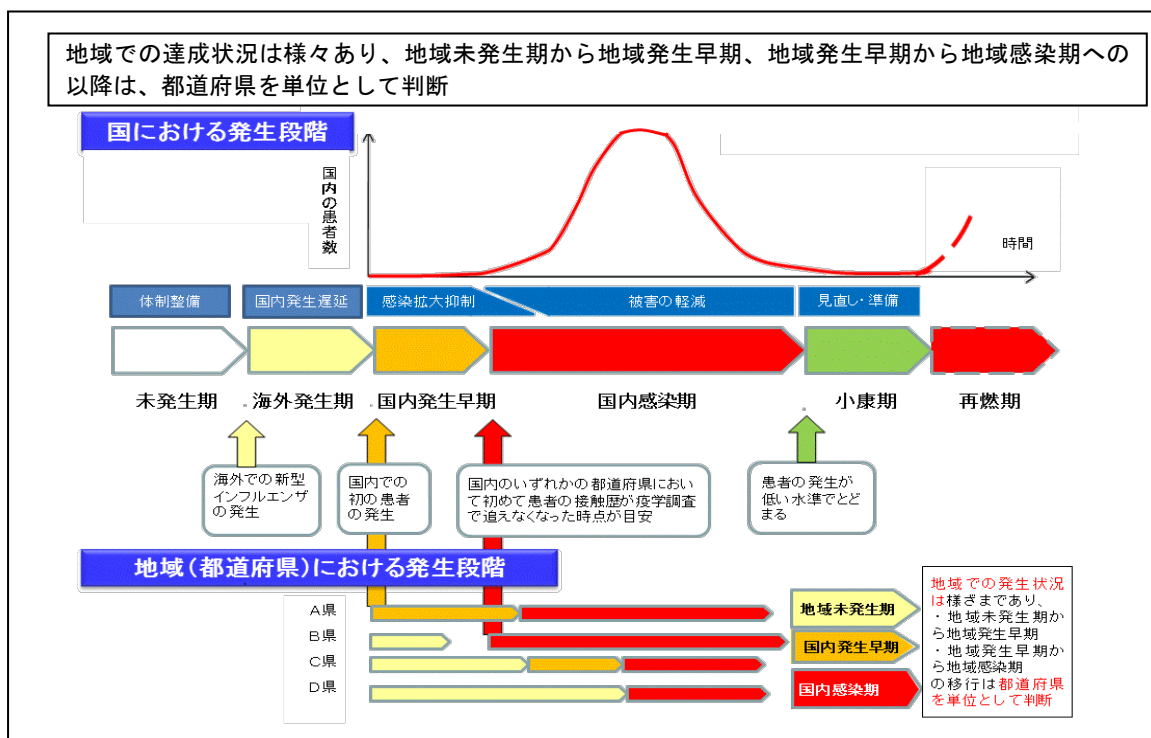 地域での達成状況は様々あり、地域未発生期から地域発生早期、地域発生早期から地域感染期への
以降は、都道府県を単位として判断
国における発生段階
国内の患者数
時間
体制整備
国内発生遅延
感染拡大抑制
被害の軽減
見直し・準備
未発生期
海外発生期
国内発生早期
国内感染期
小康期
再燃期
海外での新型
インフルエンザ
の発生
国内での
初の患者
の発生
国内のいずれかの都道府県におい
て初めて患者の接触歴が疫学調査
で追えなくなった時点が目安
患者の発生が
低い水準でとど
まる
地域(都道府県)における発生段階
A県
B県
C県
D県
地域未発生期
国内発生早期
国内感染期
地域での発生状況
は様ざまであり、
・地域未発生期か
ら地域発生早期
・地域発生早期か
ら地域感染期
の移行は都道府県
を単位として判断